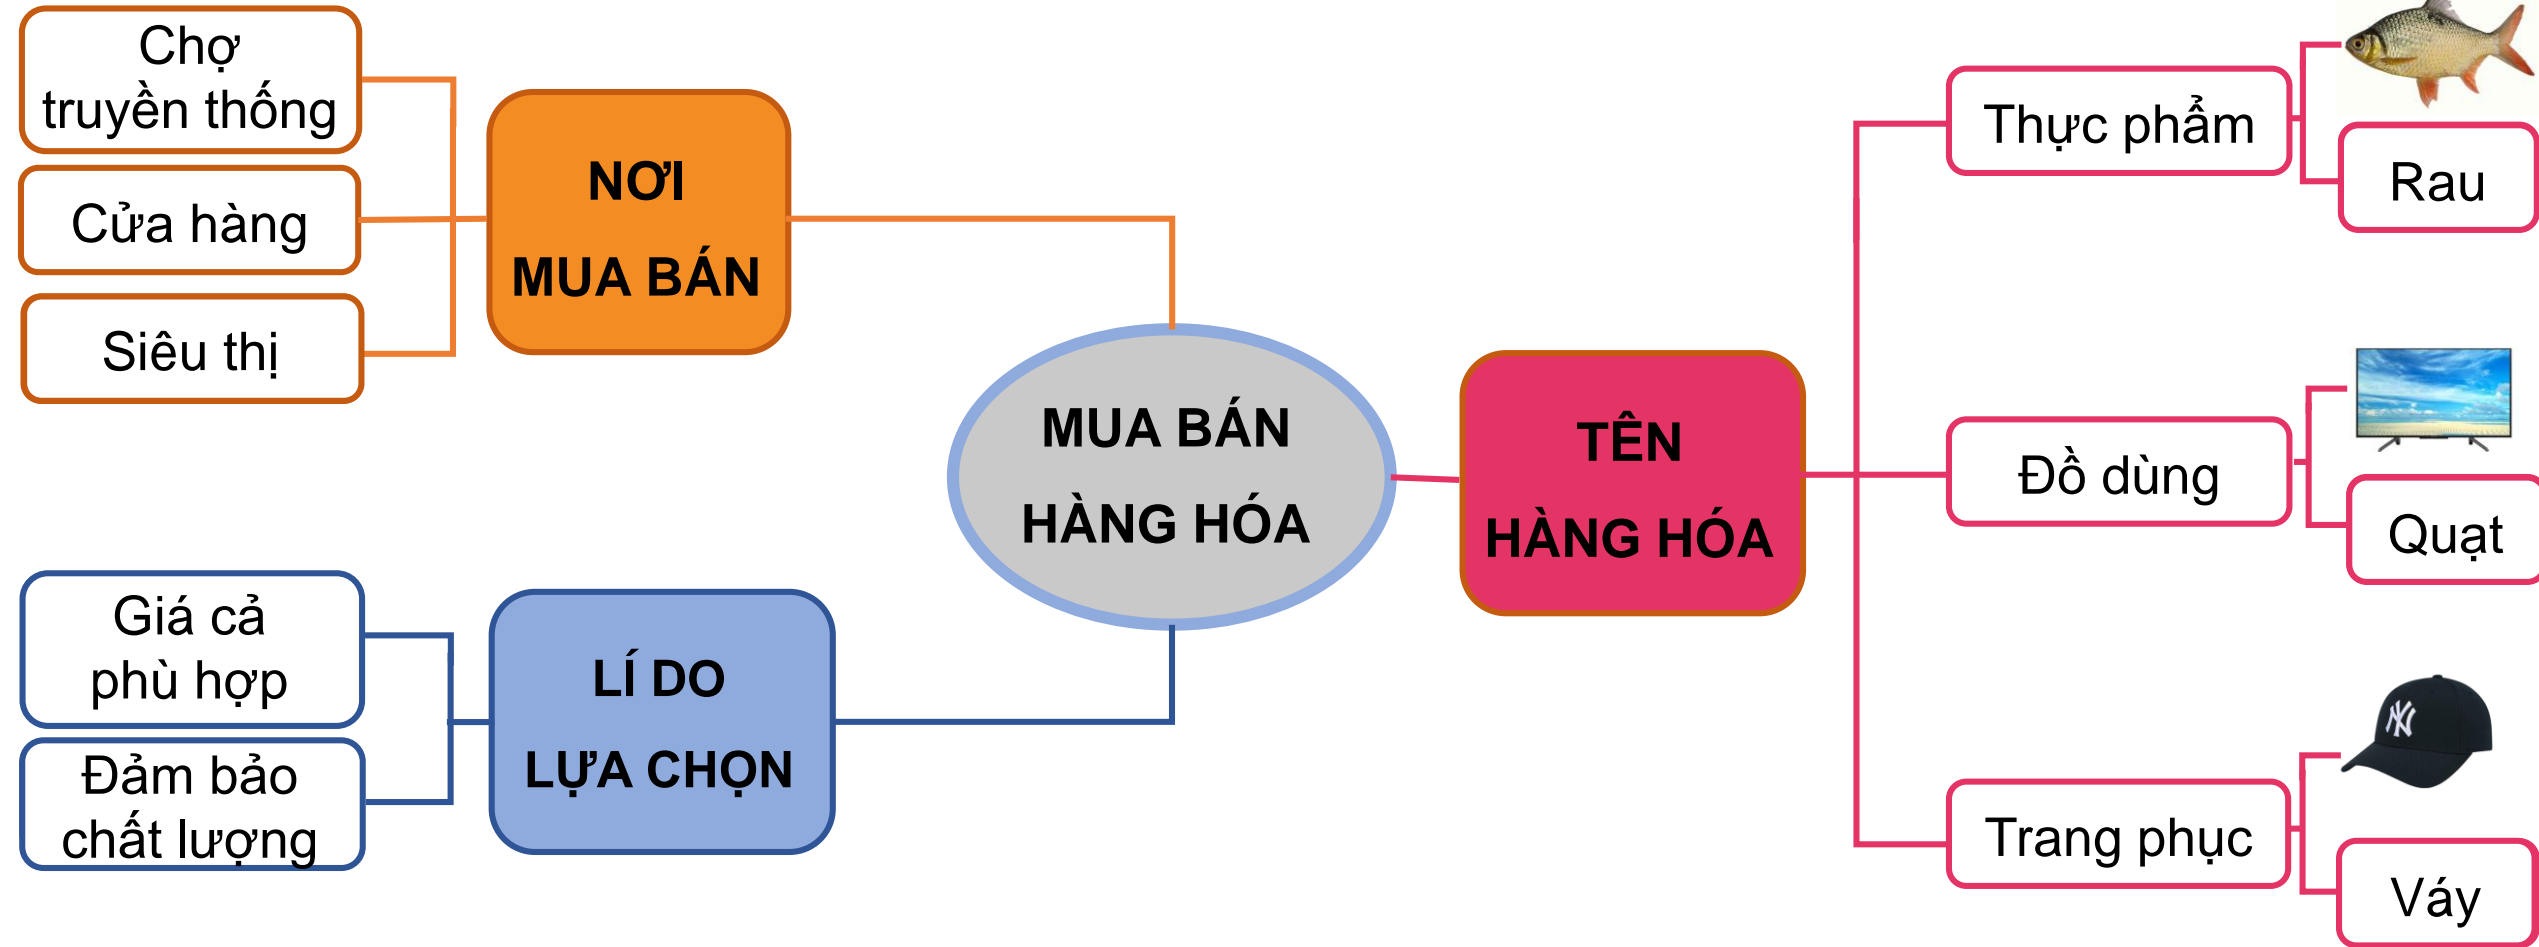 Chợ
truyền thống
Cửa hàng
Siêu thị
NƠI
MUA BÁN
Giá cả
phù hợp
Đảm bảo
chất lượng
LÍ DO
LỰA CHỌN
MUA BÁN
HÀNG HÓA
TÊN
HÀNG HÓA
Thực phẩm
Rau
Đồ dùng
Quạt
Trang phục
NY
Váy